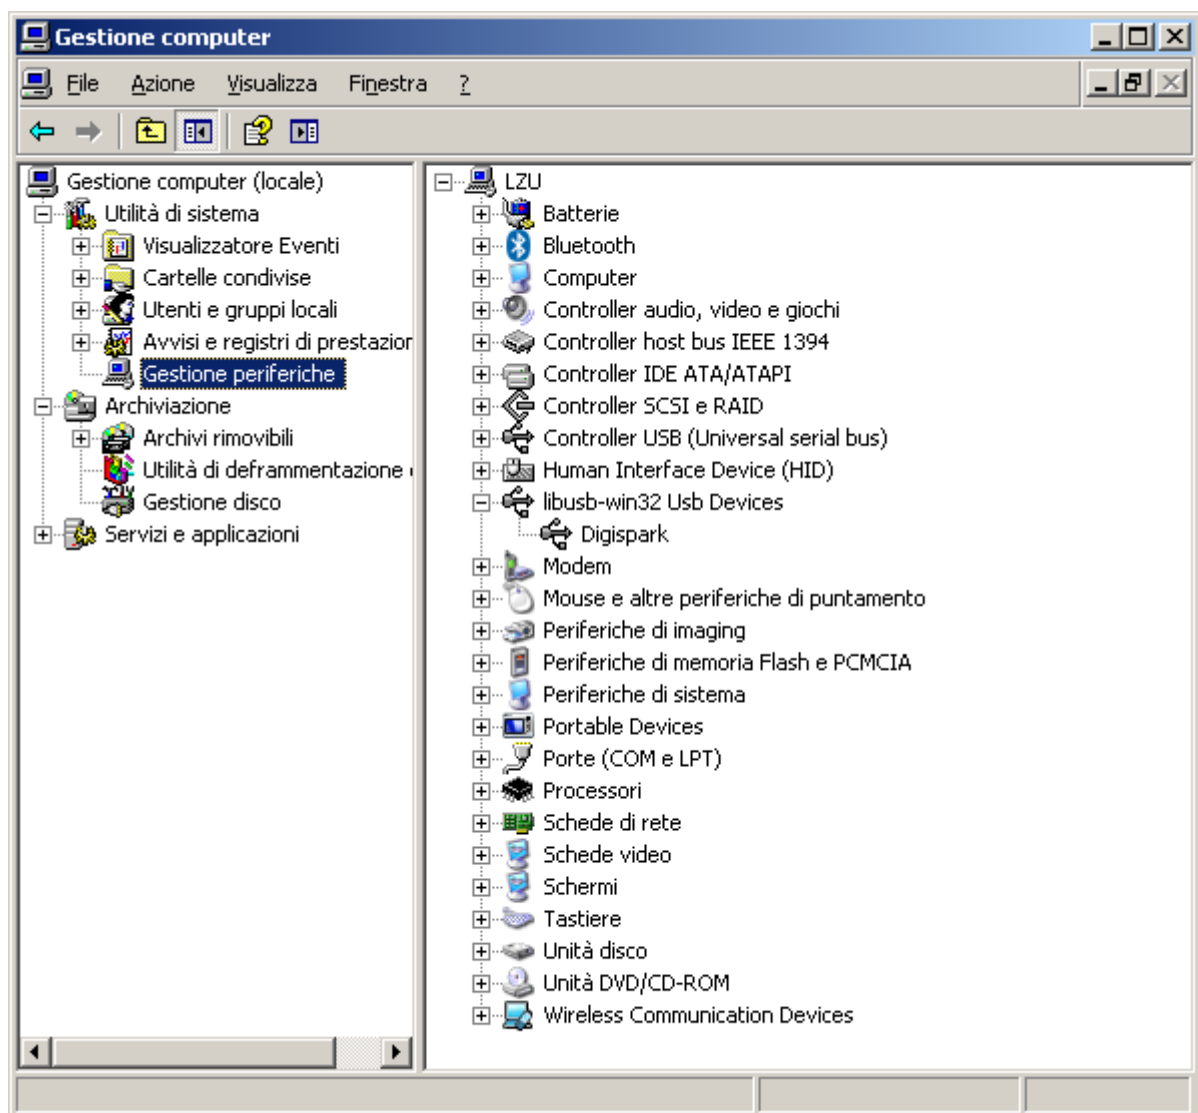 Gestione computer
File Azione Visualizza Finestra ?
Gestione computer (locale)
Utilità di sistema
Visualizzatore Eventi
Cartelle condivise
Utenti e gruppi locali
Avvisi e registri di prestazior
Gestione periferiche
Archiviazione
Archivi rimovibili
Utilità di deframmentazione
Gestione disco
Servizi e applicazioni
LZU
Batterie
Bluetooth
Computer
Controller audio, video e giochi
Controller host bus IEEE 1394
Controller IDE ATA/ATAPI
Controller SCSI e RAID
Controller USB (Universal serial bus)
Human Interface Device (HID)
libusb-win32 Usb Devices
Digispark
Modem
Mouse e altre periferiche di puntamento
Periferiche di imaging
Periferiche di memoria Flash e PCMCIA
Periferiche di sistema
Portable Devices
Porte (COM e LPT)
Processori
Schede di rete
Schede video
Schermi
Tastiere
Unità disco
Unità DVD/CD-ROM
Wireless Communication Devices